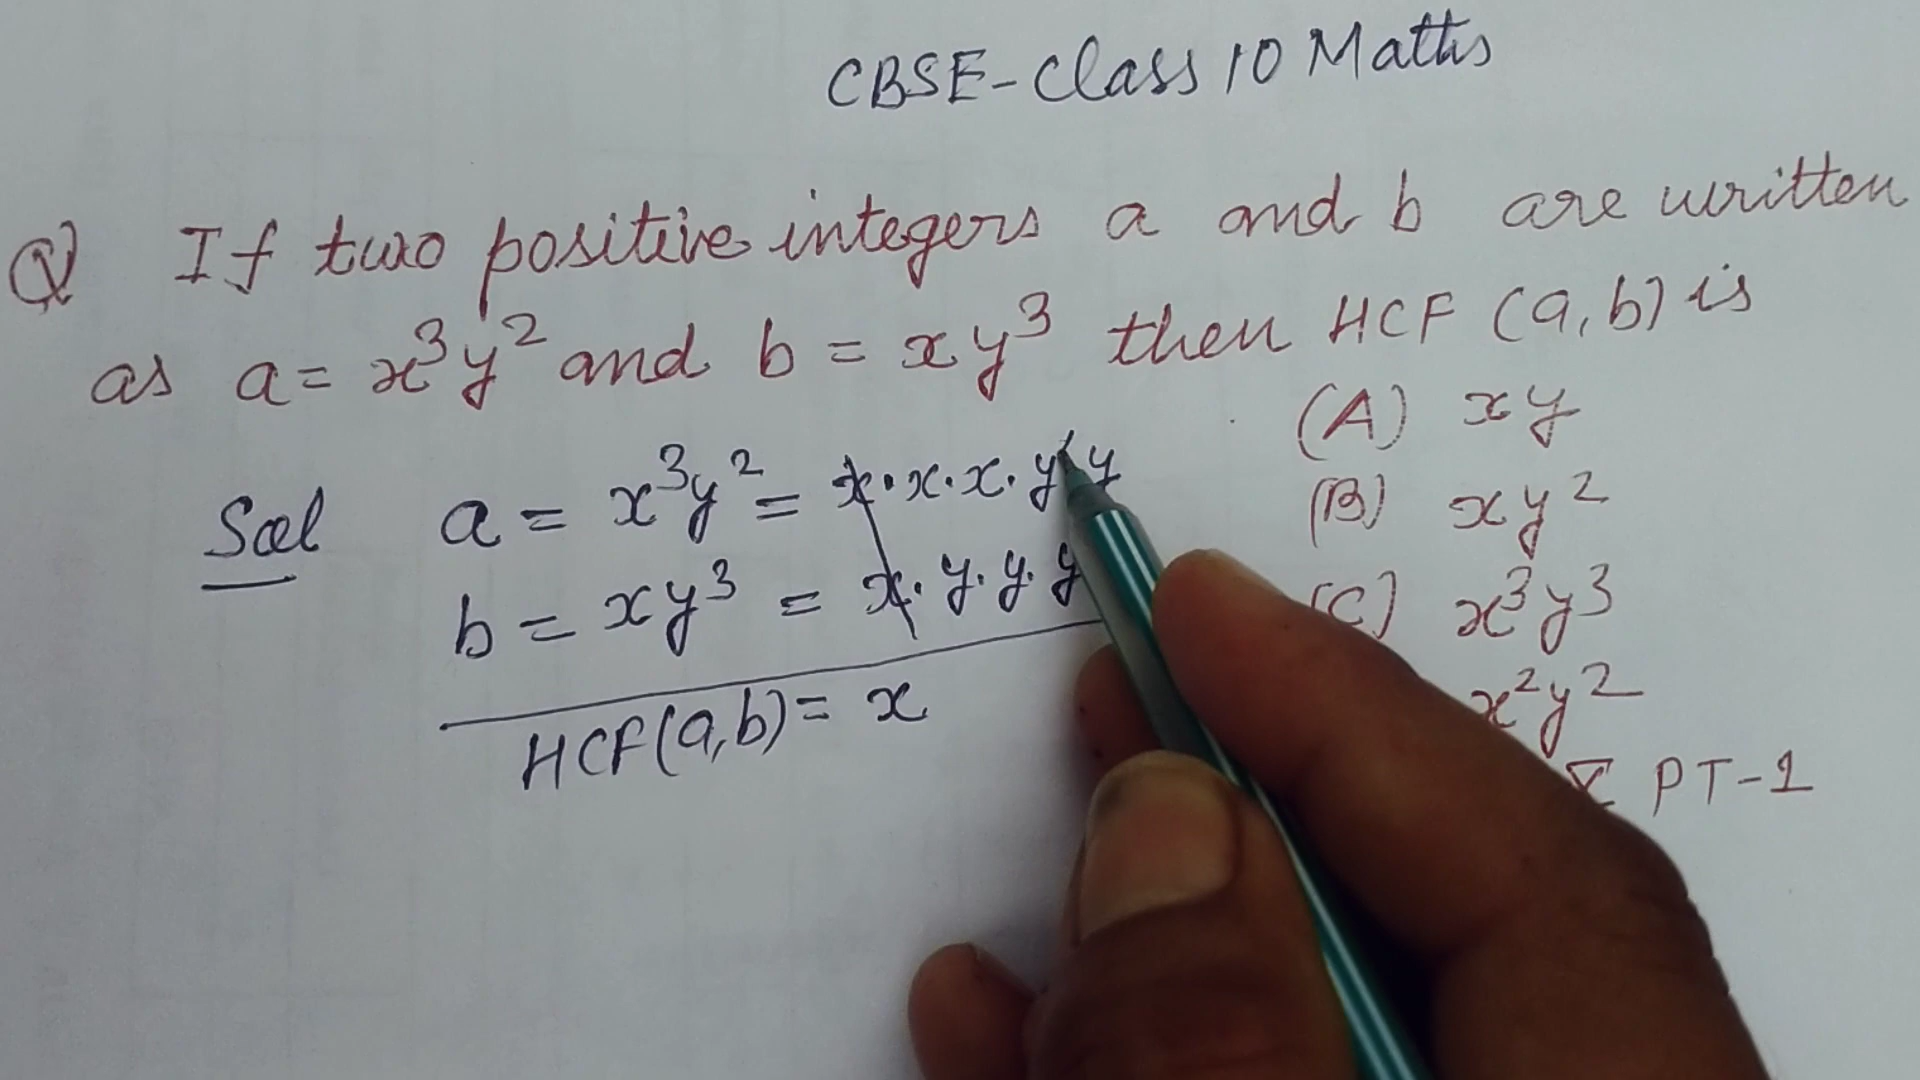 CBSE-Class 10 Maths
Q If two positive integers a and b are written
as a = x³y² and b = xy³ then HCF (a,b) is
(A) xy
(B) xy²
(C) x³y³
x²y²
PT-1
Sol a = x³y² = x·x·x·y·y
b = xy³ = x·y·y·y
HCF(a,b) = x